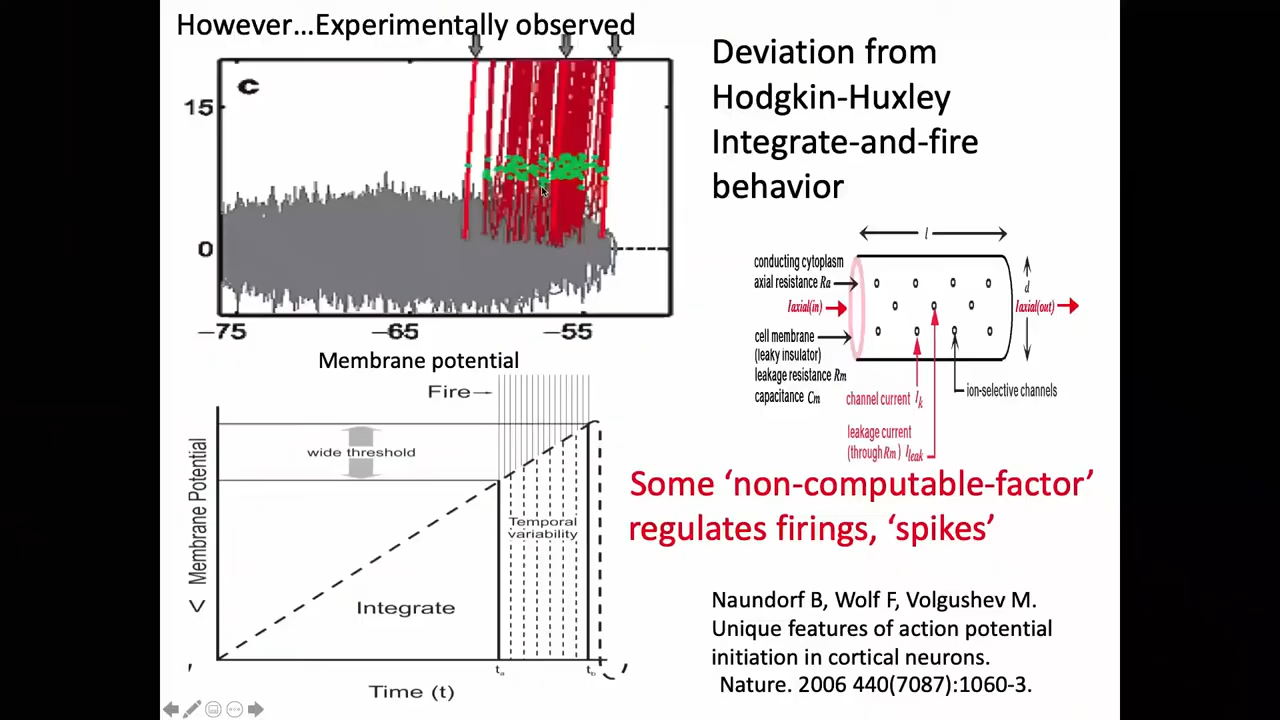 However...Experimentally observed
c
15
0
−75
−65
−55
Membrane potential
Fire
wide threshold
Membrane Potential
V
Temporal
variability
Integrate
ta
tb
Time (t)
Deviation from
Hodgkin-Huxley
Integrate-and-fire
behavior
l
conducting cytoplasm
axial resistance Ra
Iaxial(in)
d
Iaxial(out)
cell membrane
(leaky insulator)
leakage resistance Rm
capacitance Cm
channel current Ik
ion-selective channels
leakage current
(through Rm) Ileak
Some ‘non-computable-factor’
regulates firings, ‘spikes’
Naundorf B, Wolf F, Volgushev M.
Unique features of action potential
initiation in cortical neurons.
Nature. 2006 440(7087):1060-3.